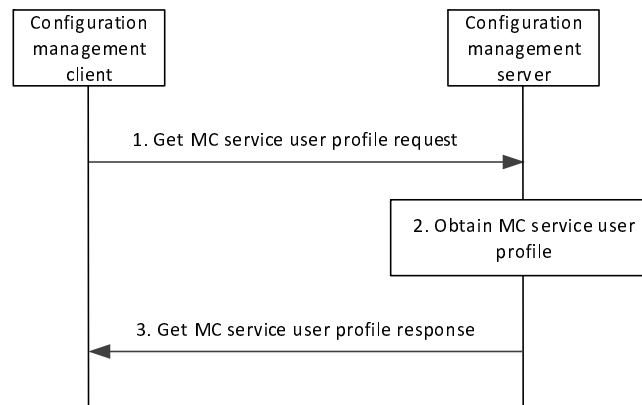 Configuration
management
client
Configuration
management
server
1. Get MC service user profile request
2. Obtain MC service user
profile
3. Get MC service user profile response